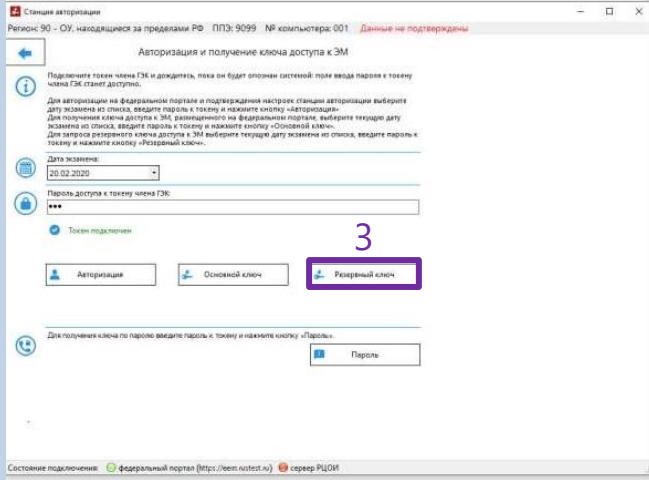 Станция авторизации
Регион: 90 - ОУ, находящиеся за пределами РФ ППЭ: 9099 № компьютера: 001 Данные не подтверждены
Авторизация и получение ключа доступа к ЭМ
Подключите токен члена ГЭК и дождитесь, пока он будет опознан системой: поле ввода пароля к токену
члена ГЭК станет доступно.
Для авторизации на федеральном портале и подтверждения настроек станции авторизации выберите
дату экзамена из списка, введите пароль к токену и нажмите кнопку «Авторизация»
Для получения ключа доступа к ЭМ, размещенного на федеральном портале, выберите текущую дату
экзамена из списка, введите пароль к токену и нажмите кнопку «Основной ключ».
Для запроса резервного ключа доступа к ЭМ выберите текущую дату экзамена из списка, введите пароль к
токену и нажмите кнопку «Резервный ключ».
Дата экзамена:
20.02.2020
Пароль доступа к токену члена ГЭК:
•••
Токен подключен
3
Авторизация Основной ключ Резервный ключ
Для получения ключа по паролю введите пароль к токену и нажмите кнопку «Пароль».
Пароль
Состояние подключения: федеральный портал (https://eem.rustest.ru) сервер РЦОИ